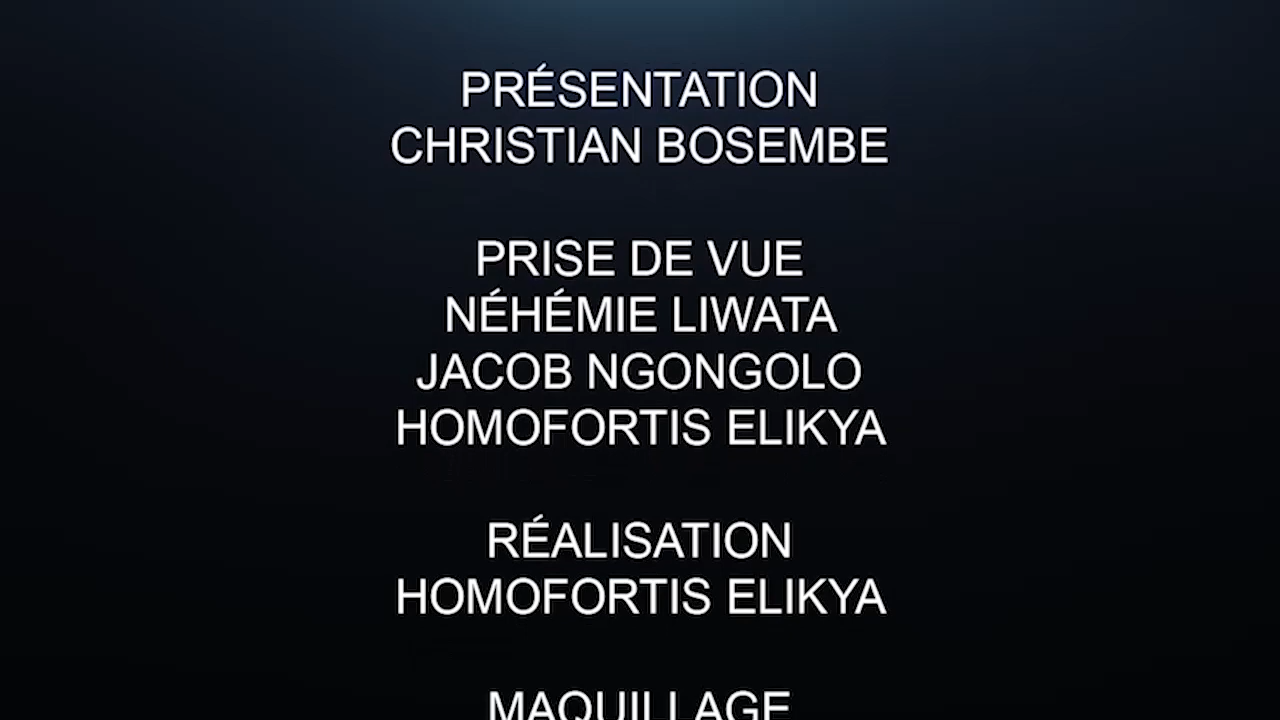 PRÉSENTATION
CHRISTIAN BOSEMBE
PRISE DE VUE
NÉHÉMIE LIWATA
JACOB NGONGOLO
HOMOFORTIS ELIKYA
RÉALISATION
HOMOFORTIS ELIKYA
MAQUILLAGE